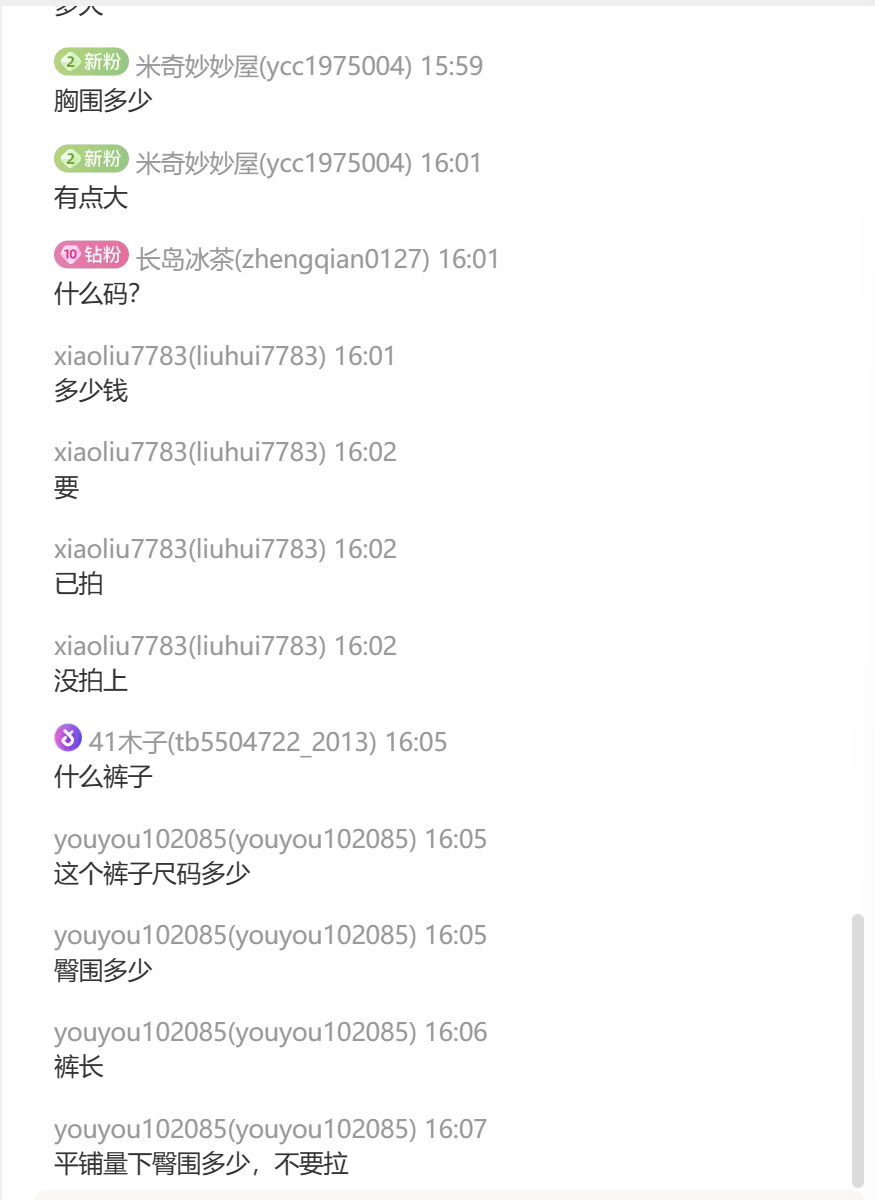 2 新粉 米奇妙妙屋(ycc1975004) 15:59
胸围多少
2 新粉 米奇妙妙屋(ycc1975004) 16:01
有点大
10 钻粉 长岛冰茶(zhengqian0127) 16:01
什么码?
xiaoliu7783(liuhui7783) 16:01
多少钱
xiaoliu7783(liuhui7783) 16:02
要
xiaoliu7783(liuhui7783) 16:02
已拍
xiaoliu7783(liuhui7783) 16:02
没拍上
41木子(tb5504722_2013) 16:05
什么裤子
youyou102085(youyou102085) 16:05
这个裤子尺码多少
youyou102085(youyou102085) 16:05
臀围多少
youyou102085(youyou102085) 16:06
裤长
youyou102085(youyou102085) 16:07
平铺量下臀围多少，不要拉